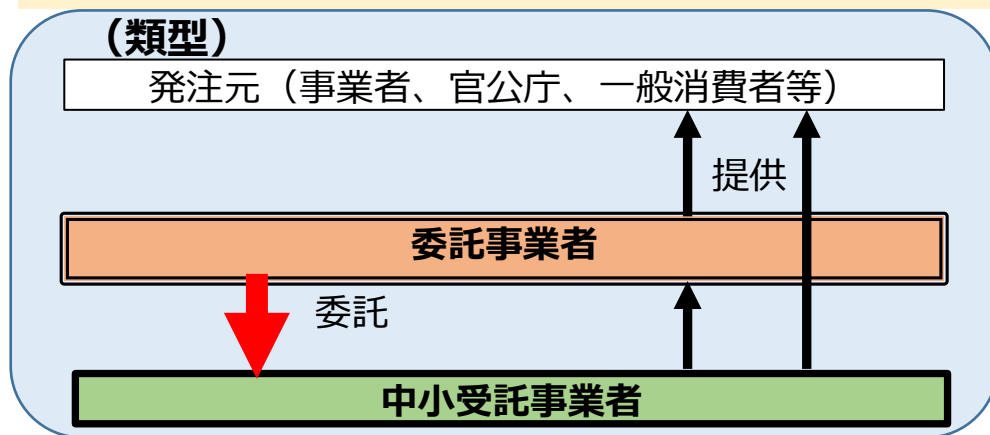 （類型）
発注元（事業者、官公庁、一般消費者等）
提供
委託事業者
委託
中小受託事業者